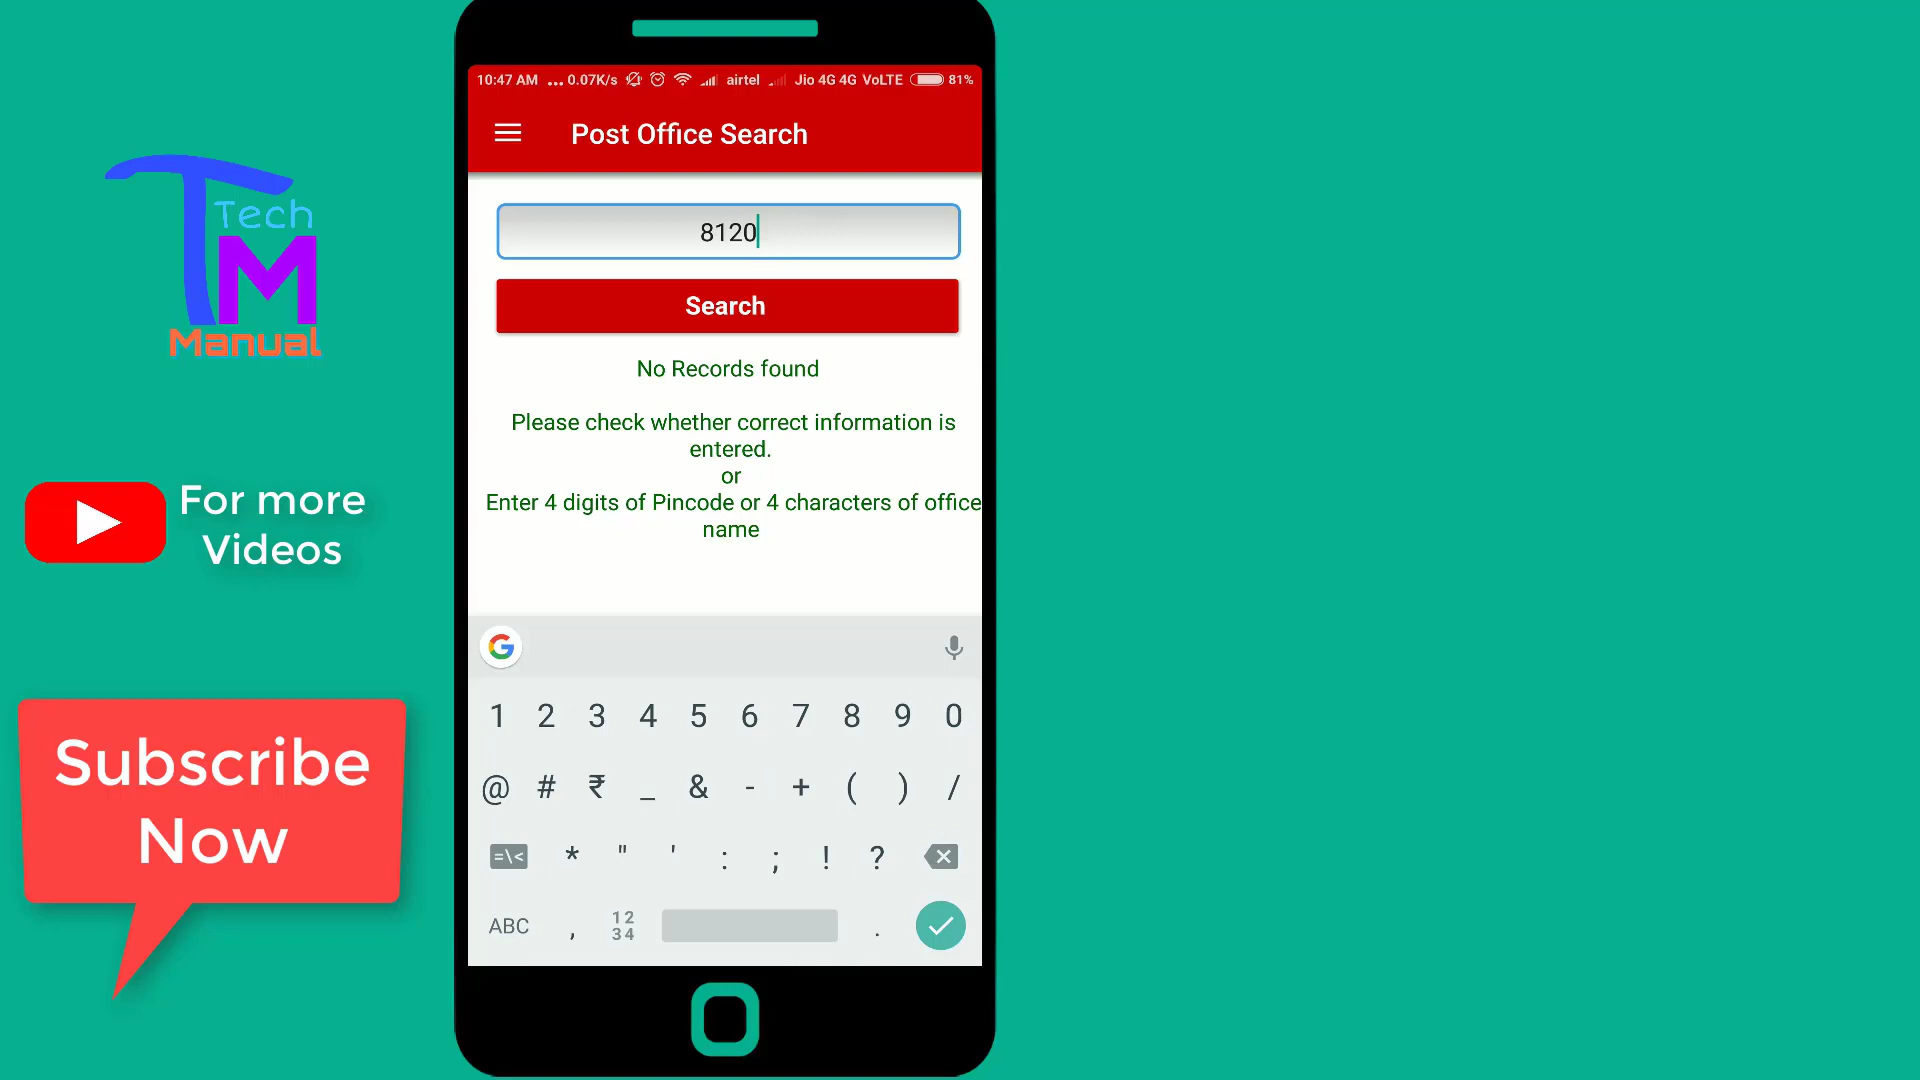 10:47 AM ... 0.07K/s airtel Jio 4G 4G VoLTE 81%
Post Office Search
8120
Search
No Records found
Please check whether correct information is
entered.
or
Enter 4 digits of Pincode or 4 characters of office
name
Tech
M
Manual
For more
Videos
Subscribe
Now
G
1 2 3 4 5 6 7 8 9 0
@ # ₹ _ & - + ( ) /
=\< * " ' : ; ! ?
ABC , 12 34 .